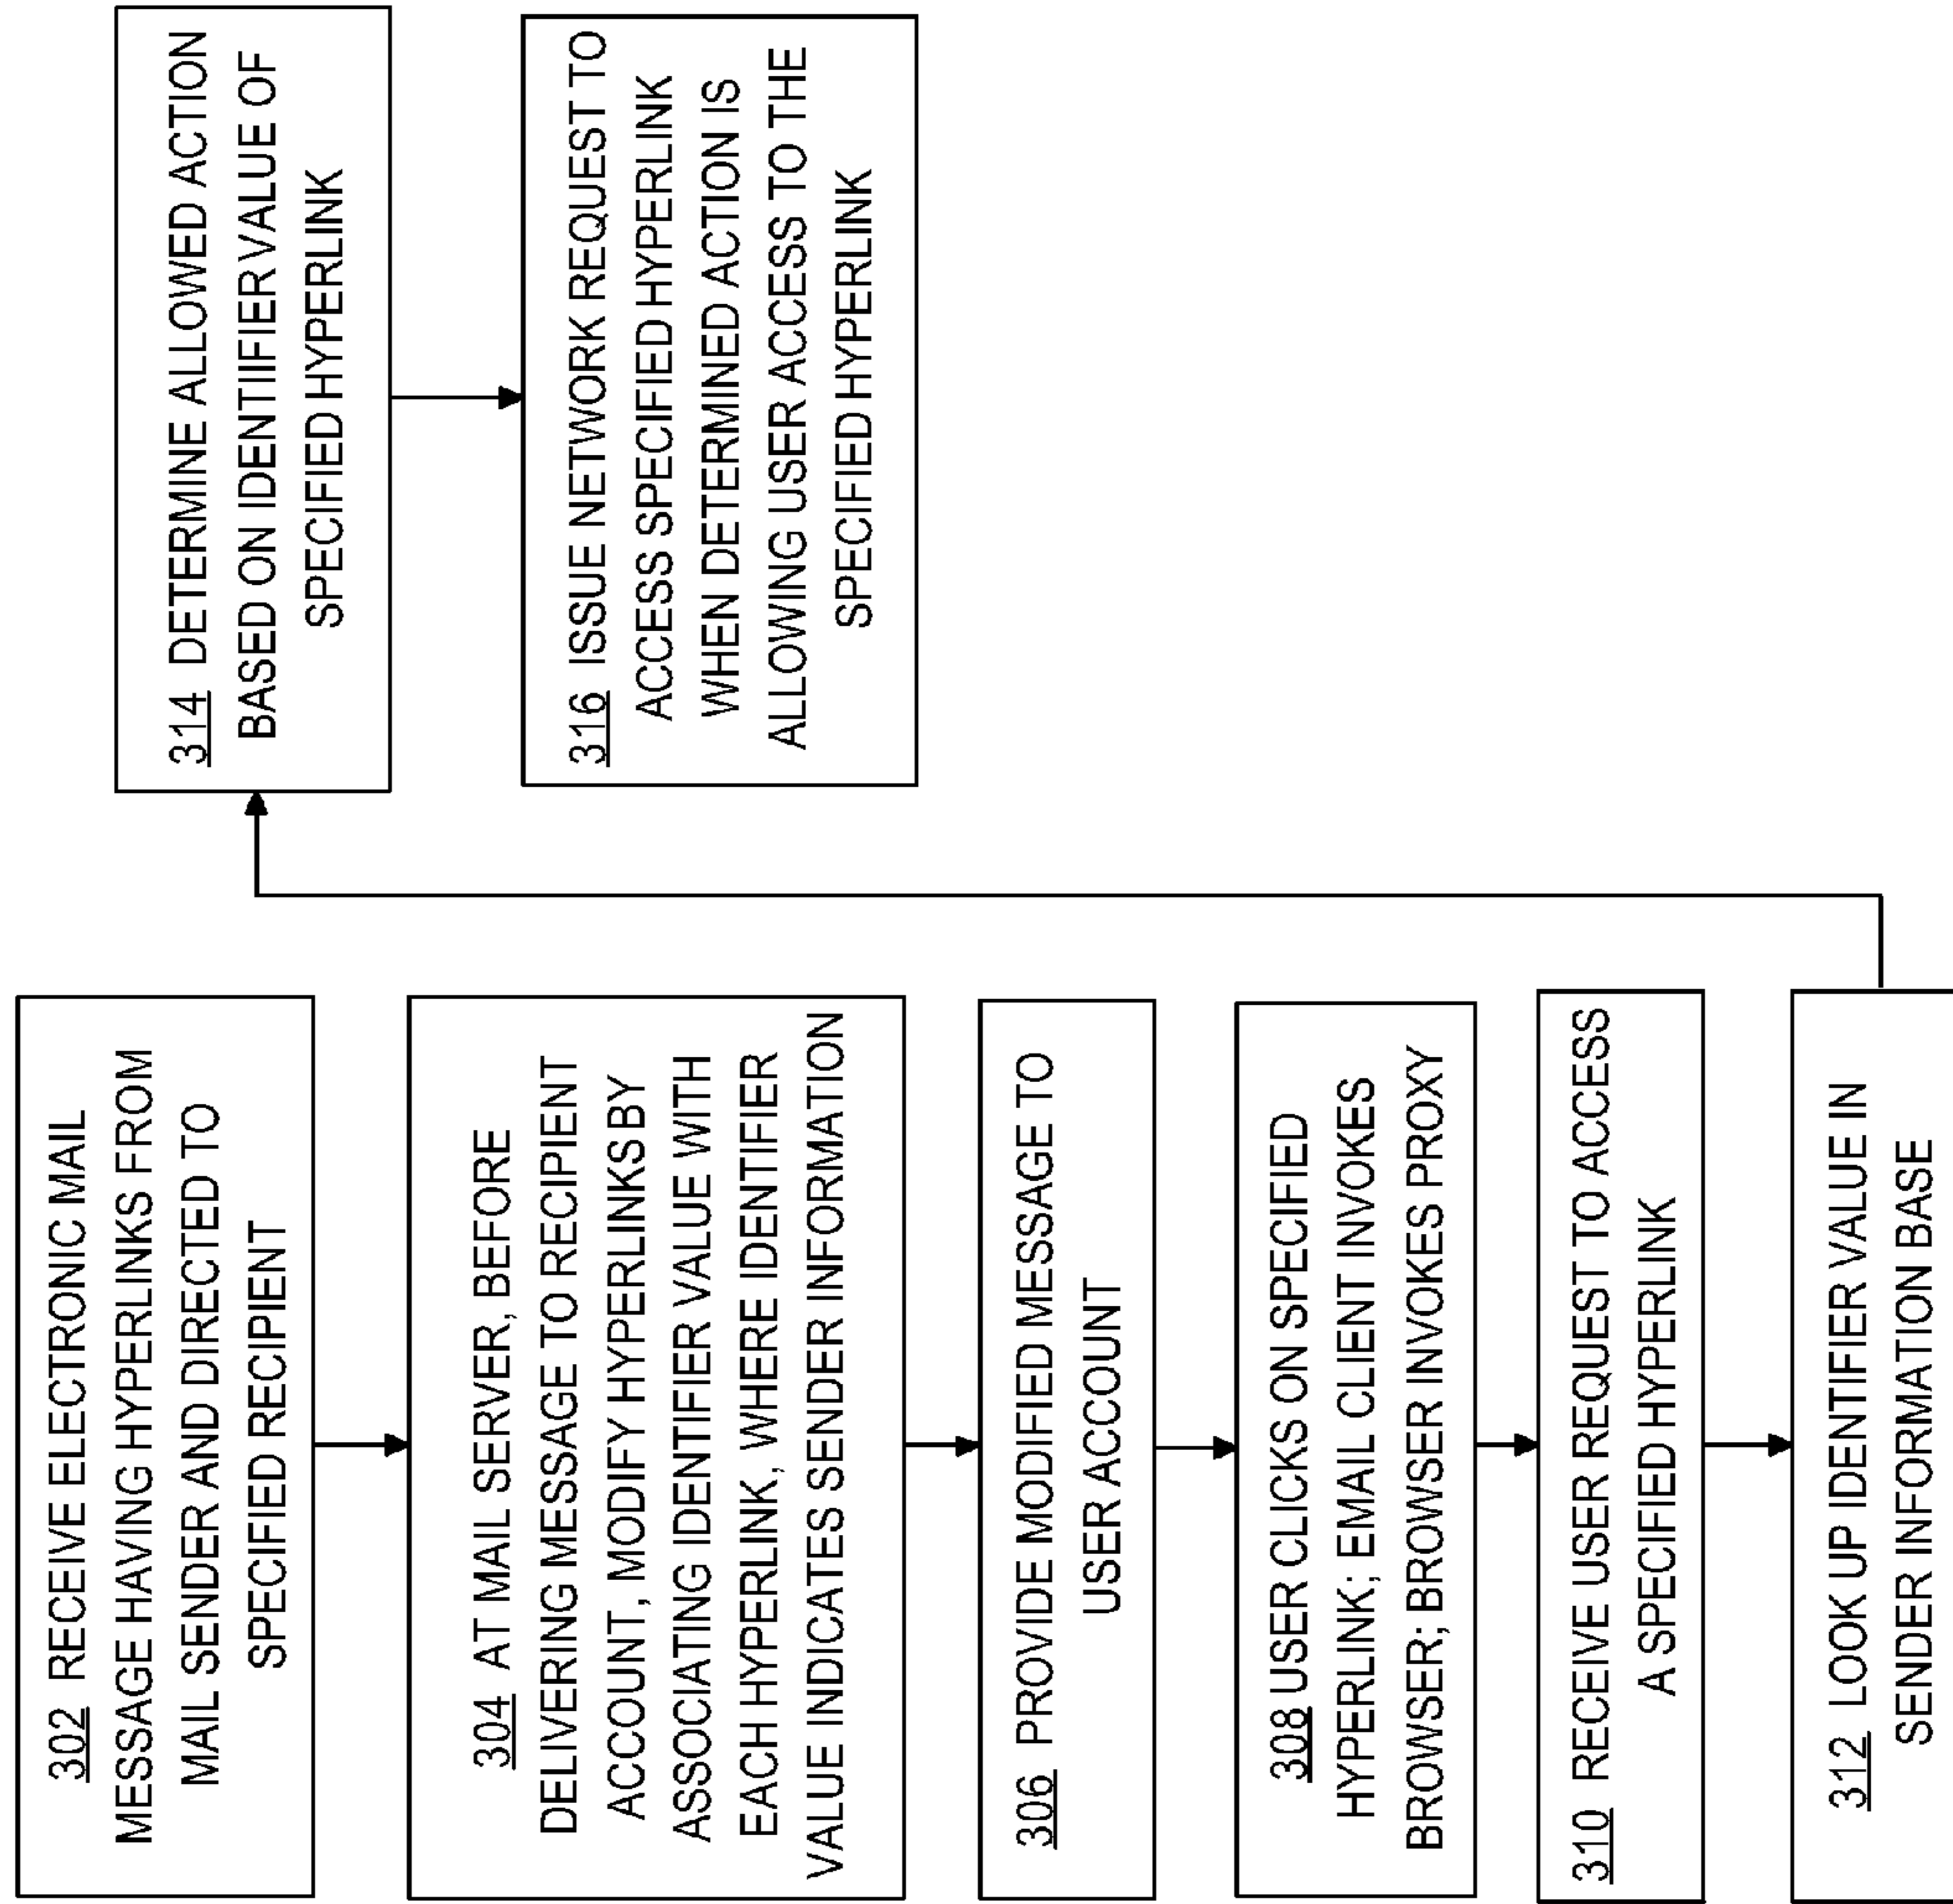 302 RECEIVE ELECTRONIC MAIL
MESSAGE HAVING HYPERLINKS FROM
MAIL SENDER AND DIRECTED TO
SPECIFIED RECIPIENT
304 AT MAIL SERVER, BEFORE
DELIVERING MESSAGE TO RECIPIENT
ACCOUNT, MODIFY HYPERLINKS BY
ASSOCIATING IDENTIFIER VALUE WITH
EACH HYPERLINK, WHERE IDENTIFIER
VALUE INDICATES SENDER INFORMATION
306 PROVIDE MODIFIED MESSAGE TO
USER ACCOUNT
308 USER CLICKS ON SPECIFIED
HYPERLINK; EMAIL CLIENT INVOKES
BROWSER; BROWSER INVOKES PROXY
310 RECEIVE USER REQUEST TO ACCESS
A SPECIFIED HYPERLINK
312 LOOK UP IDENTIFIER VALUE IN
SENDER INFORMATION BASE
314 DETERMINE ALLOWED ACTION
BASED ON IDENTIIFIER VALUE OF
SPECIFIED HYPERLINK
316 ISSUE NETWORK REQUEST TO
ACCESS SPECIFIED HYPERLINK
WHEN DETERMINED ACTION IS
ALLOWING USER ACCESS TO THE
SPECIFIED HYPERLINK